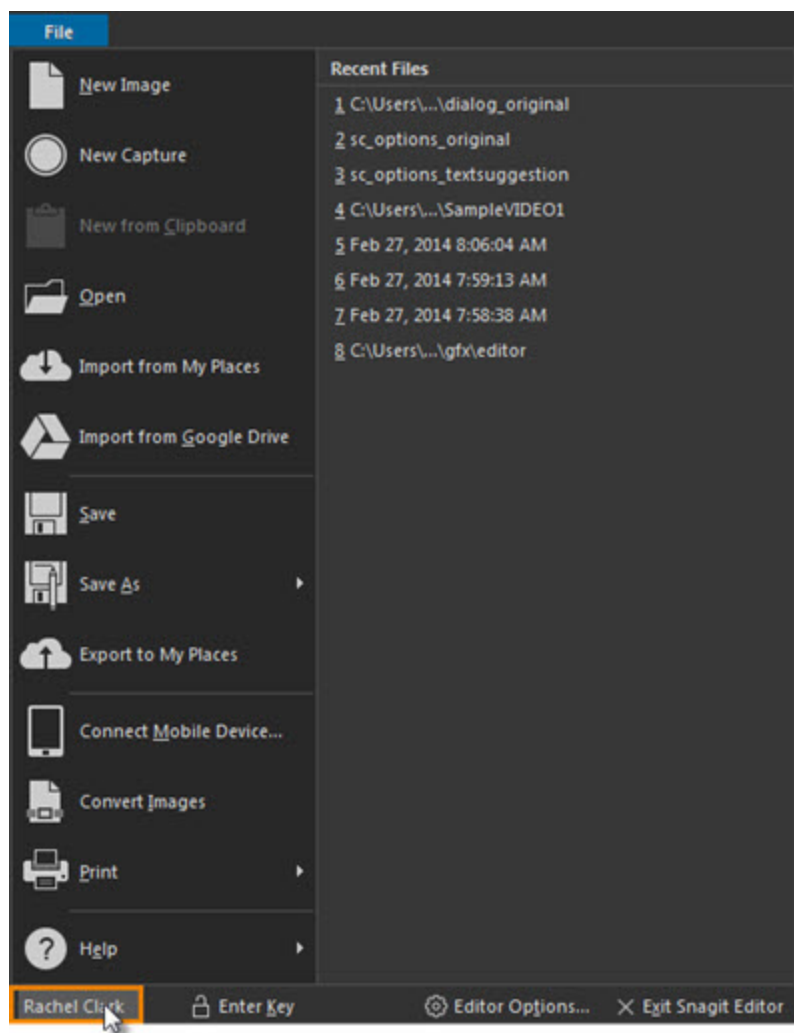 File
New Image
New Capture
New from Clipboard
Open
Import from My Places
Import from Google Drive
Save
Save As
Export to My Places
Connect Mobile Device...
Convert Images
Print
Help
Recent Files
1 C:\Users\...\dialog_original
2 sc_options_original
3 sc_options_textsuggestion
4 C:\Users\...\SampleVIDEO1
5 Feb 27, 2014 8:06:04 AM
6 Feb 27, 2014 7:59:13 AM
7 Feb 27, 2014 7:58:38 AM
8 C:\Users\...\gfx\editor
Rachel Clark Enter Key Editor Options... Exit Snagit Editor